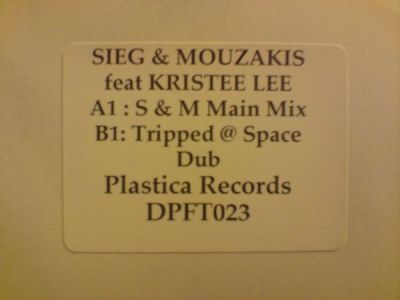 SIEG & MOUZAKIS
feat KRISTEE LEE
A1 : S & M Main Mix
B1: Tripped @ Space
Dub
Plastica Records
DPFT023